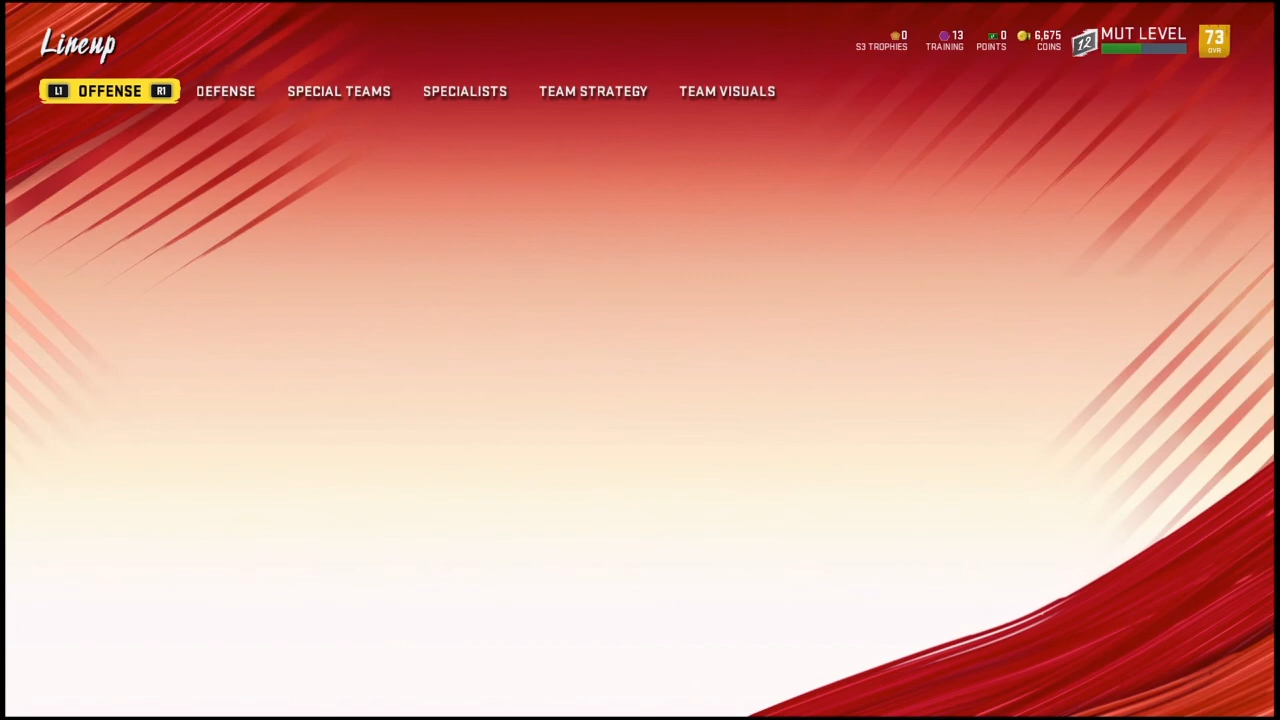 Lineup
0 13 0 6,675 MUT LEVEL 73
S3 TROPHIES TRAINING POINTS COINS 12 OVR
L1 OFFENSE R1 DEFENSE SPECIAL TEAMS SPECIALISTS TEAM STRATEGY TEAM VISUALS